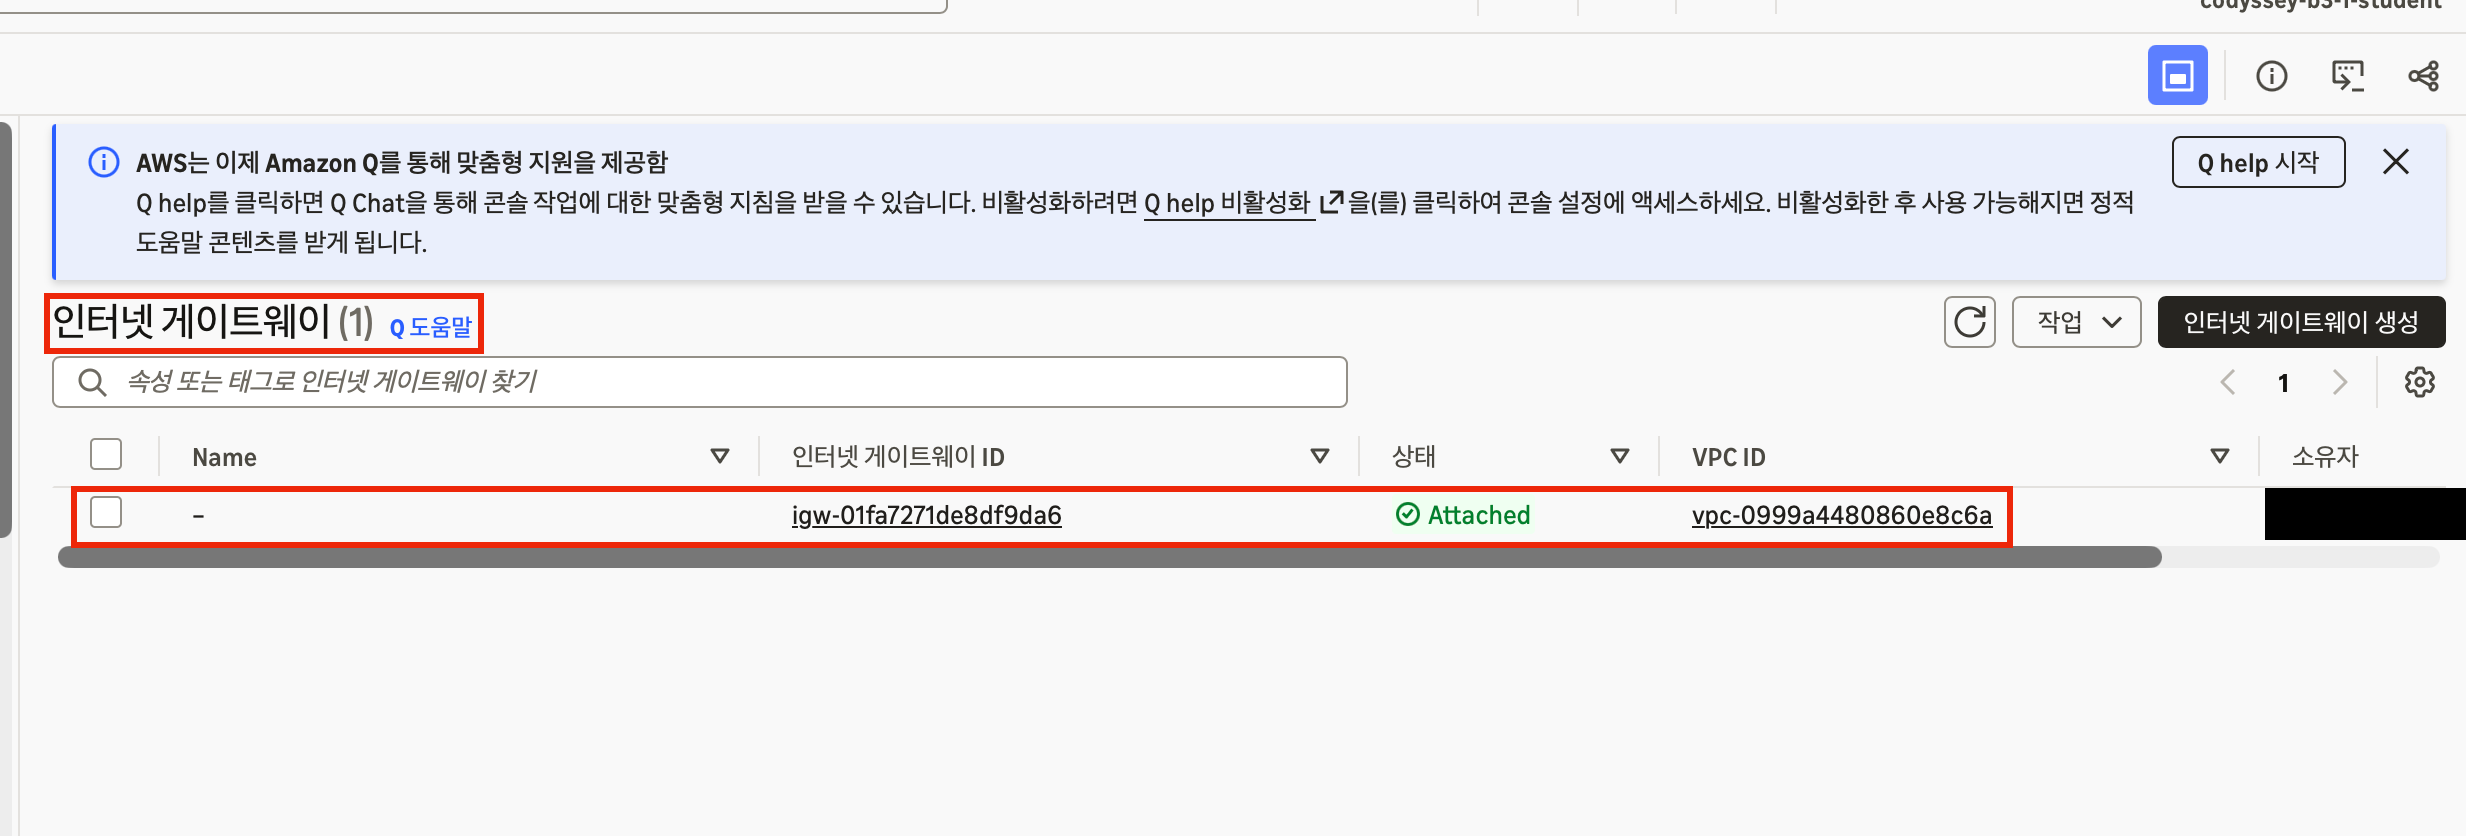 codyssey-b3-1-student
AWS는 이제 Amazon Q를 통해 맞춤형 지원을 제공함
Q help 시작
Q help를 클릭하면 Q Chat을 통해 콘솔 작업에 대한 맞춤형 지침을 받을 수 있습니다. 비활성화하려면 Q help 비활성화 을(를) 클릭하여 콘솔 설정에 액세스하세요. 비활성화한 후 사용 가능해지면 정적
도움말 콘텐츠를 받게 됩니다.
인터넷 게이트웨이 (1) Q 도움말
작업
인터넷 게이트웨이 생성
속성 또는 태그로 인터넷 게이트웨이 찾기
1
Name 인터넷 게이트웨이 ID 상태 VPC ID 소유자
– igw-01fa7271de8df9da6 Attached vpc-0999a4480860e8c6a